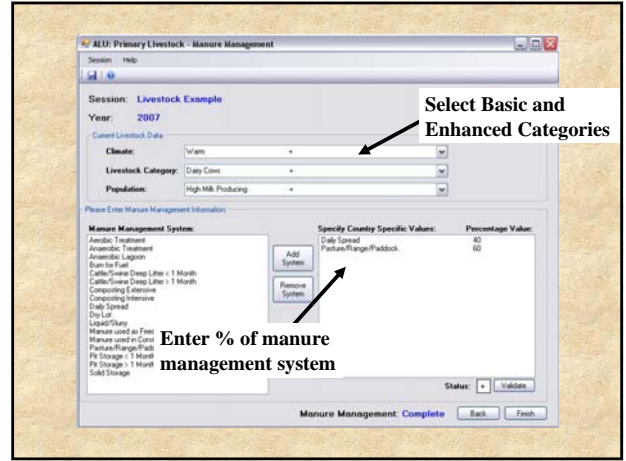 ALU: Primary Livestock - Manure Management
Session Help
Session: Livestock Example
Year: 2007
Select Basic and
Enhanced Categories
Current Livestock Data
Climate: Warm +
Livestock Category: Dairy Cows +
Population: High Milk Producing +
Please Enter Manure Management Information:
Manure Management System: Specify Country Specific Values: Percentage Value:
Aerobic Treatment Daily Spread 40
Anaerobic Treatment Pasture/Range/Paddock 60
Anaerobic Lagoon
Burn for Fuel
Cattle/Swine Deep Litter < 1 Month
Cattle/Swine Deep Litter > 1 Month
Composting Extensive
Composting Intensive
Daily Spread
Dry Lot
Liquid/Slurry
Manure used as Feed
Manure used in Const
Pasture/Range/Padd
Pit Storage < 1 Month
Pit Storage > 1 Month
Solid Storage
Add
System
Remove
System
Enter % of manure
management system
Status: + Validate
Manure Management: Complete Back Finish